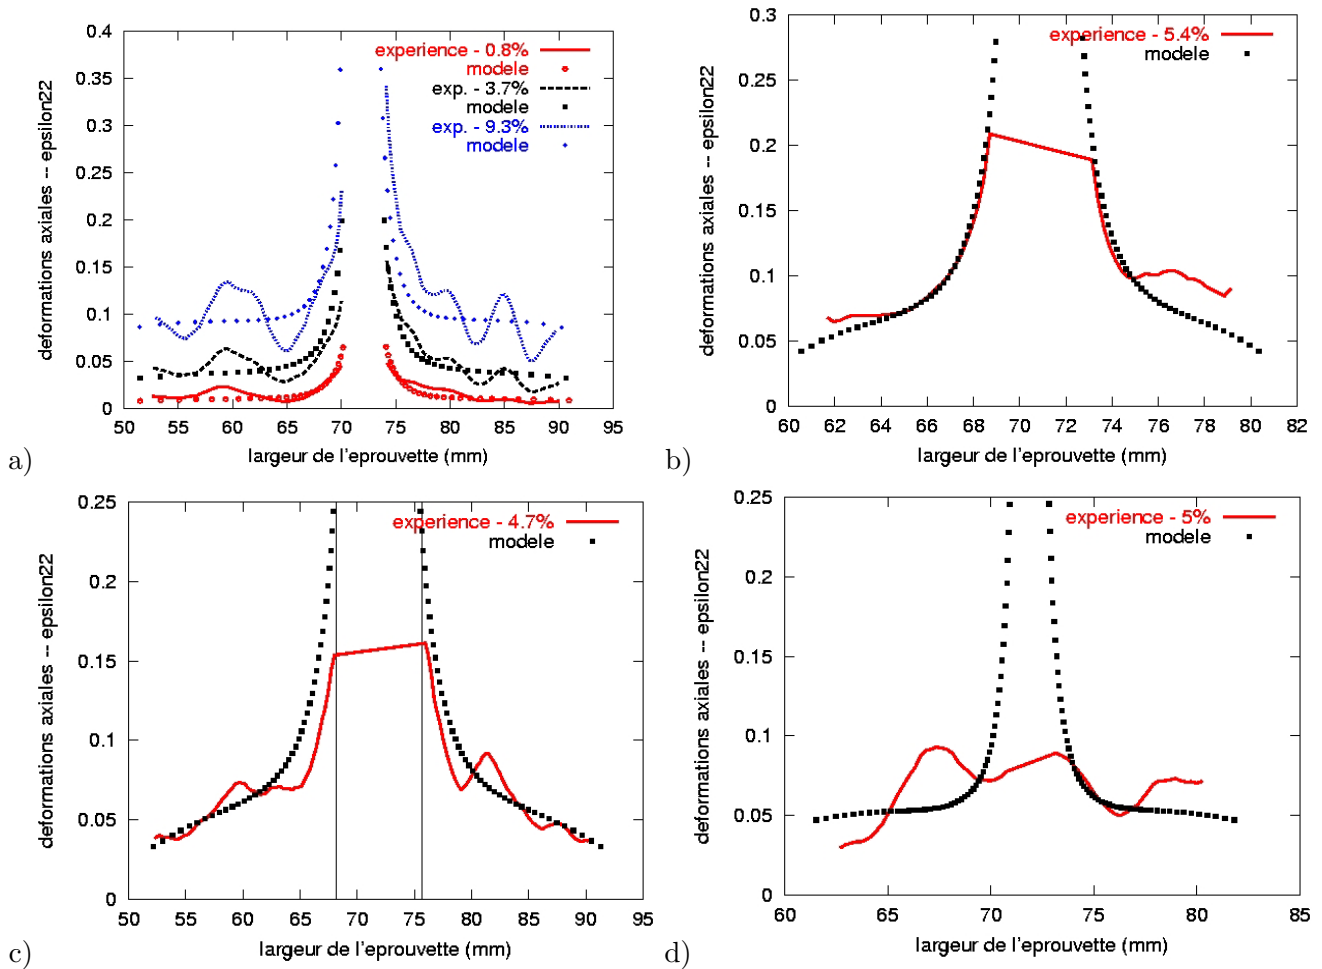 0.4
0.35
0.3
0.25
0.2
0.15
0.1
0.05
0
50 55 60 65 70 75 80 85 90 95
deformations axiales -- epsilon22
largeur de l'eprouvette (mm)
experience - 0.8%
modele
exp. - 3.7%
modele
exp. - 9.3%
modele
a)
0.3
0.25
0.2
0.15
0.1
0.05
0
60 62 64 66 68 70 72 74 76 78 80 82
deformations axiales -- epsilon22
largeur de l'eprouvette (mm)
experience - 5.4%
modele
b)
0.25
0.2
0.15
0.1
0.05
0
50 55 60 65 70 75 80 85 90 95
deformations axiales -- epsilon22
largeur de l'eprouvette (mm)
experience - 4.7%
modele
c)
0.25
0.2
0.15
0.1
0.05
0
60 65 70 75 80 85
deformations axiales -- epsilon22
largeur de l'eprouvette (mm)
experience - 5%
modele
d)